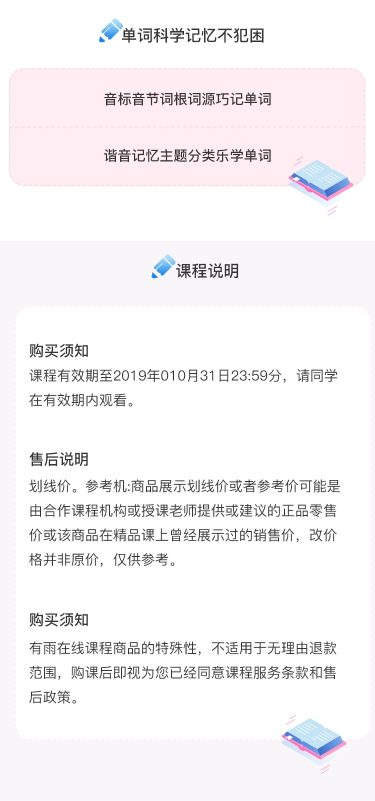 单词科学记忆不犯困
音标音节词根词源巧记单词
谐音记忆主题分类乐学单词
课程说明
购买须知
课程有效期至2019年010月31日23:59分，请同学
在有效期内观看。
售后说明
划线价。参考机:商品展示划线价或者参考价可能是
由合作课程机构或授课老师提供或建议的正品零售
价或该商品在精品课上曾经展示过的销售价，改价
格并非原价，仅供参考。
购买须知
有雨在线课程商品的特殊性，不适用于无理由退款
范围，购课后即视为您已经同意课程服务条款和售
后政策。